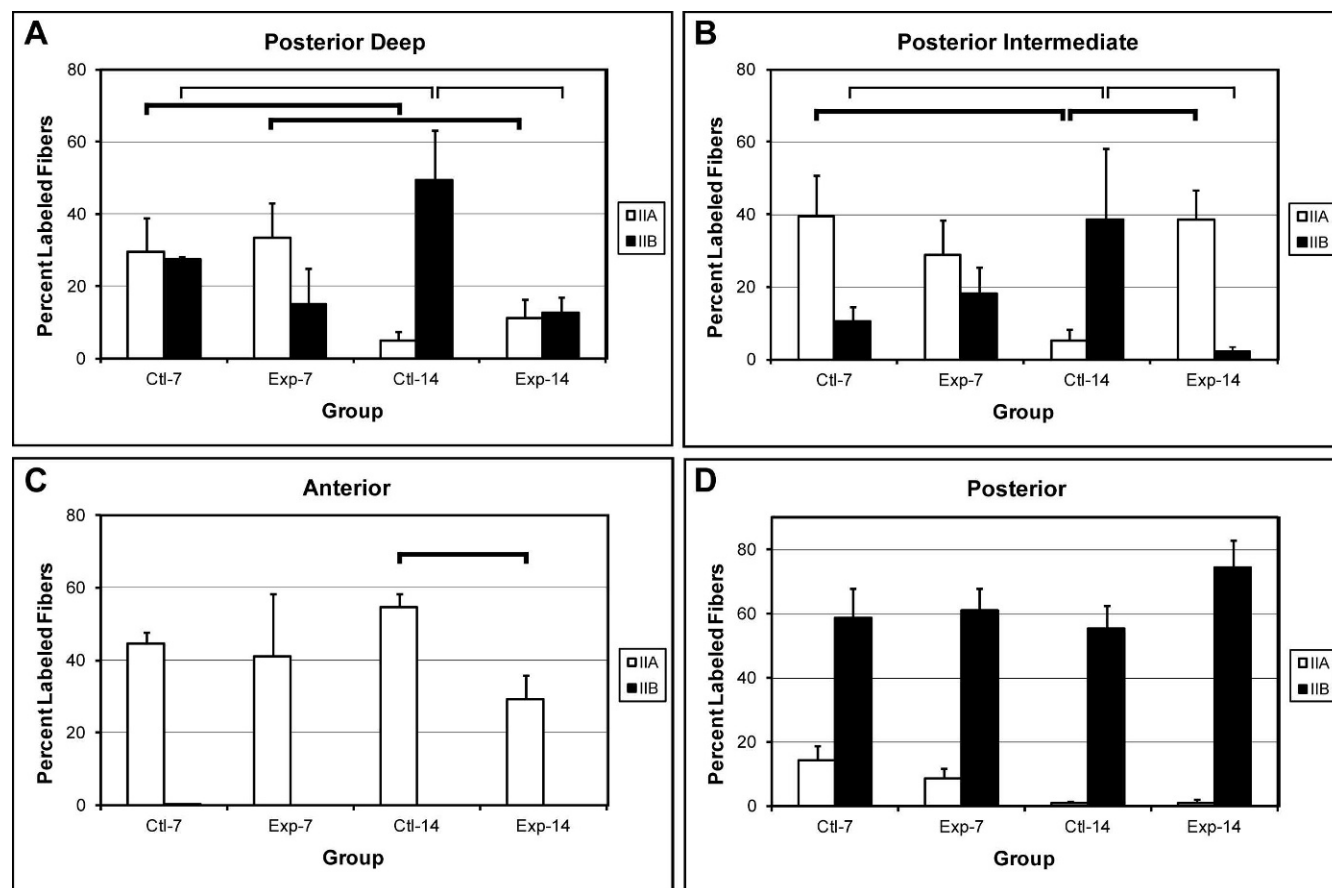 A
Posterior Deep
Percent Labeled Fibers
80
60
40
20
0
Ctl-7 Exp-7 Ctl-14 Exp-14
Group
IIA
IIB
B
Posterior Intermediate
Percent Labeled Fibers
80
60
40
20
0
Ctl-7 Exp-7 Ctl-14 Exp-14
Group
IIA
IIB
C
Anterior
Percent Labeled Fibers
80
60
40
20
0
Ctl-7 Exp-7 Ctl-14 Exp-14
Group
IIA
IIB
D
Posterior
Percent Labeled Fibers
80
60
40
20
0
Ctl-7 Exp-7 Ctl-14 Exp-14
Group
IIA
IIB